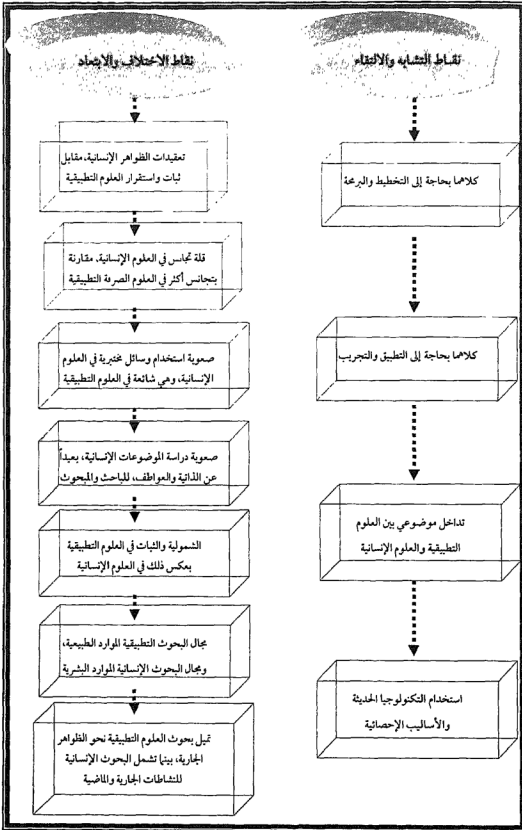 نقاط التشابه والالتقاء
كلاهما بحاجة إلى التخطيط والبرمجة
كلاهما بحاجة إلى التطبيق والتجريب
تداخل موضوعي بين العلوم
التطبيقية والعلوم الإنسانية
استخدام التكنولوجيا الحديثة
والأساليب الإحصائية
نقاط الاختلاف والابتعاد
تعقيدات الظواهر الإنسانية، مقابل
ثبات واستقرار العلوم التطبيقية
قلة تجانس في العلوم الإنسانية، مقارنة
بتجانس أكثر في العلوم الصرفة التطبيقية
صعوبة استخدام وسائل مختبرية في العلوم
الإنسانية، وهي شائعة في العلوم التطبيقية
صعوبة دراسة الموضوعات الإنسانية، بعيداً
عن الذاتية والعواطف، للباحث والمبحوث
الشمولية والثبات في العلوم التطبيقية
بعكس ذلك في العلوم الإنسانية
مجال البحوث التطبيقية الموارد الطبيعية،
ومجال البحوث الإنسانية الموارد البشرية
تميل بحوث العلوم التطبيقية نحو الظواهر
الجارية، بينما تشمل البحوث الإنسانية
للنشاطات الجارية والماضية